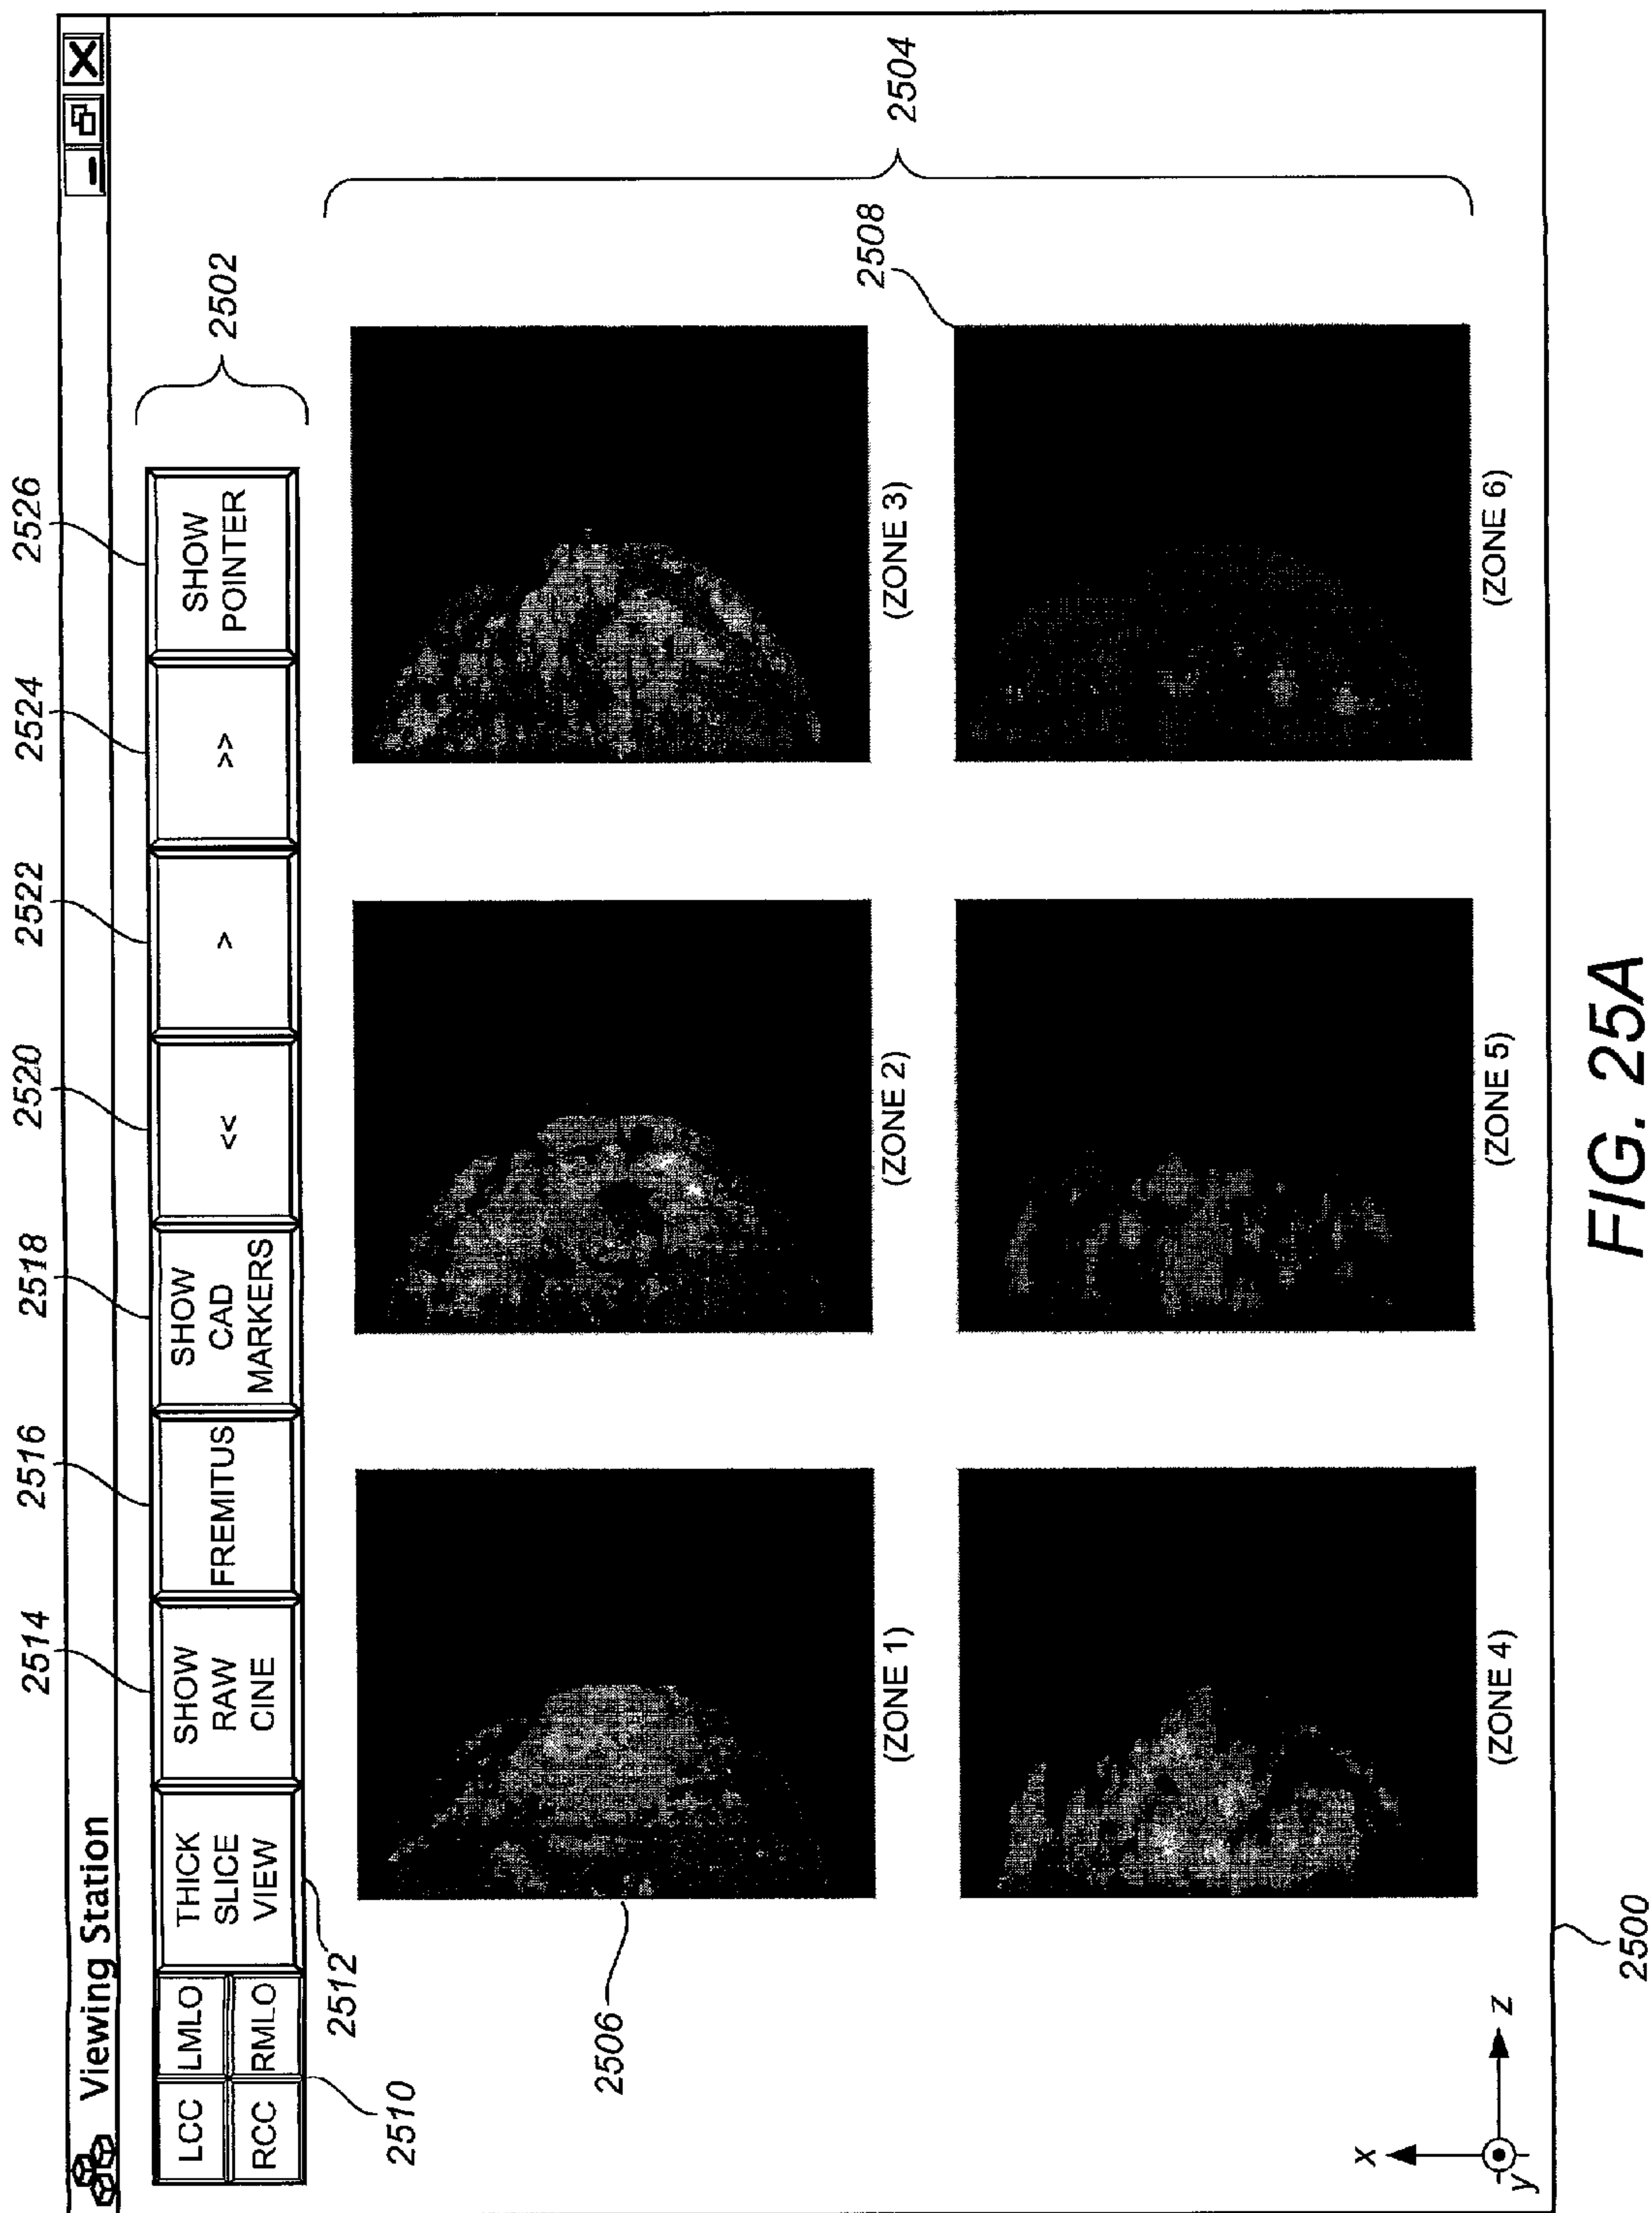 Viewing Station
2514
2516
2518
2520
2522
2524
2526
LCC
LMLO
RCC
RMLO
THICK
SLICE
VIEW
SHOW
RAW
CINE
FREMITUS
SHOW
CAD
MARKERS
<<
>
>>
SHOW
POINTER
2502
2510
2512
2506
2508
2504
(ZONE 1)
(ZONE 2)
(ZONE 3)
(ZONE 4)
(ZONE 5)
(ZONE 6)
x
y
z
2500
FIG. 25A